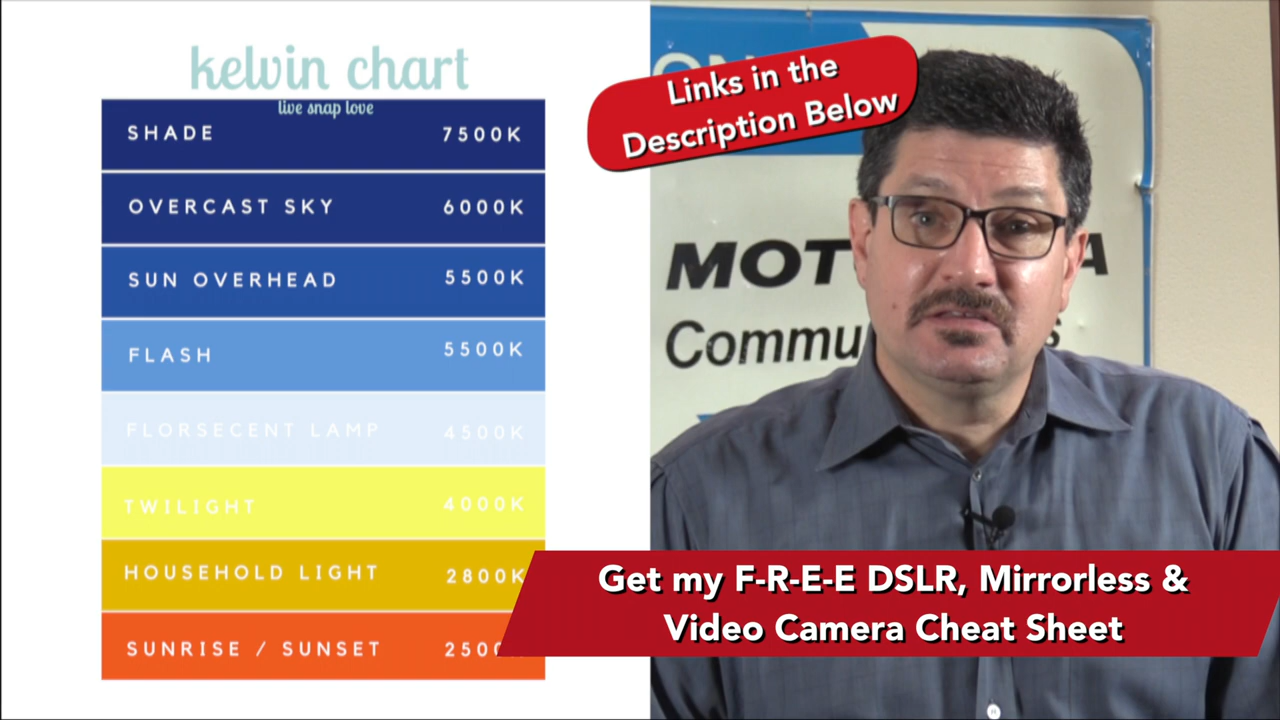 kelvin chart
live snap love
SHADE 7500K
OVERCAST SKY 6000K
SUN OVERHEAD 5500K
FLASH 5500K
FLORSECENT LAMP 4500K
TWILIGHT 4000K
HOUSEHOLD LIGHT 2800K
SUNRISE / SUNSET
Links in the
Description Below
Get my F-R-E-E DSLR, Mirrorless &
Video Camera Cheat Sheet